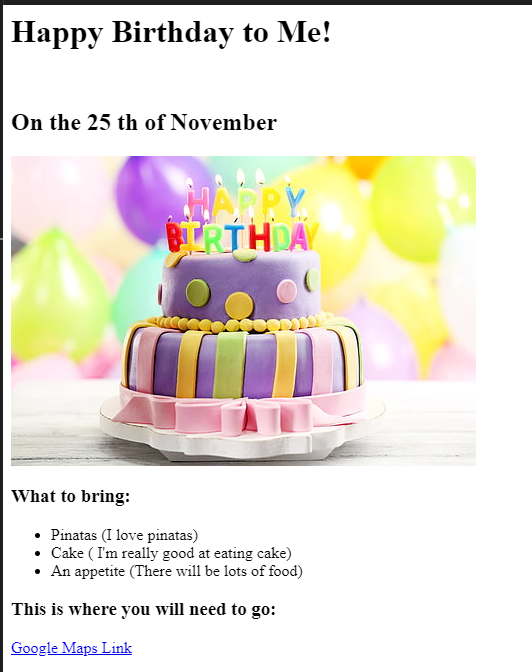 Happy Birthday to Me!
On the 25 th of November
HAPPY
BIRTHDAY
What to bring:
Pinatas (I love pinatas)
Cake ( I'm really good at eating cake)
An appetite (There will be lots of food)
This is where you will need to go:
Google Maps Link